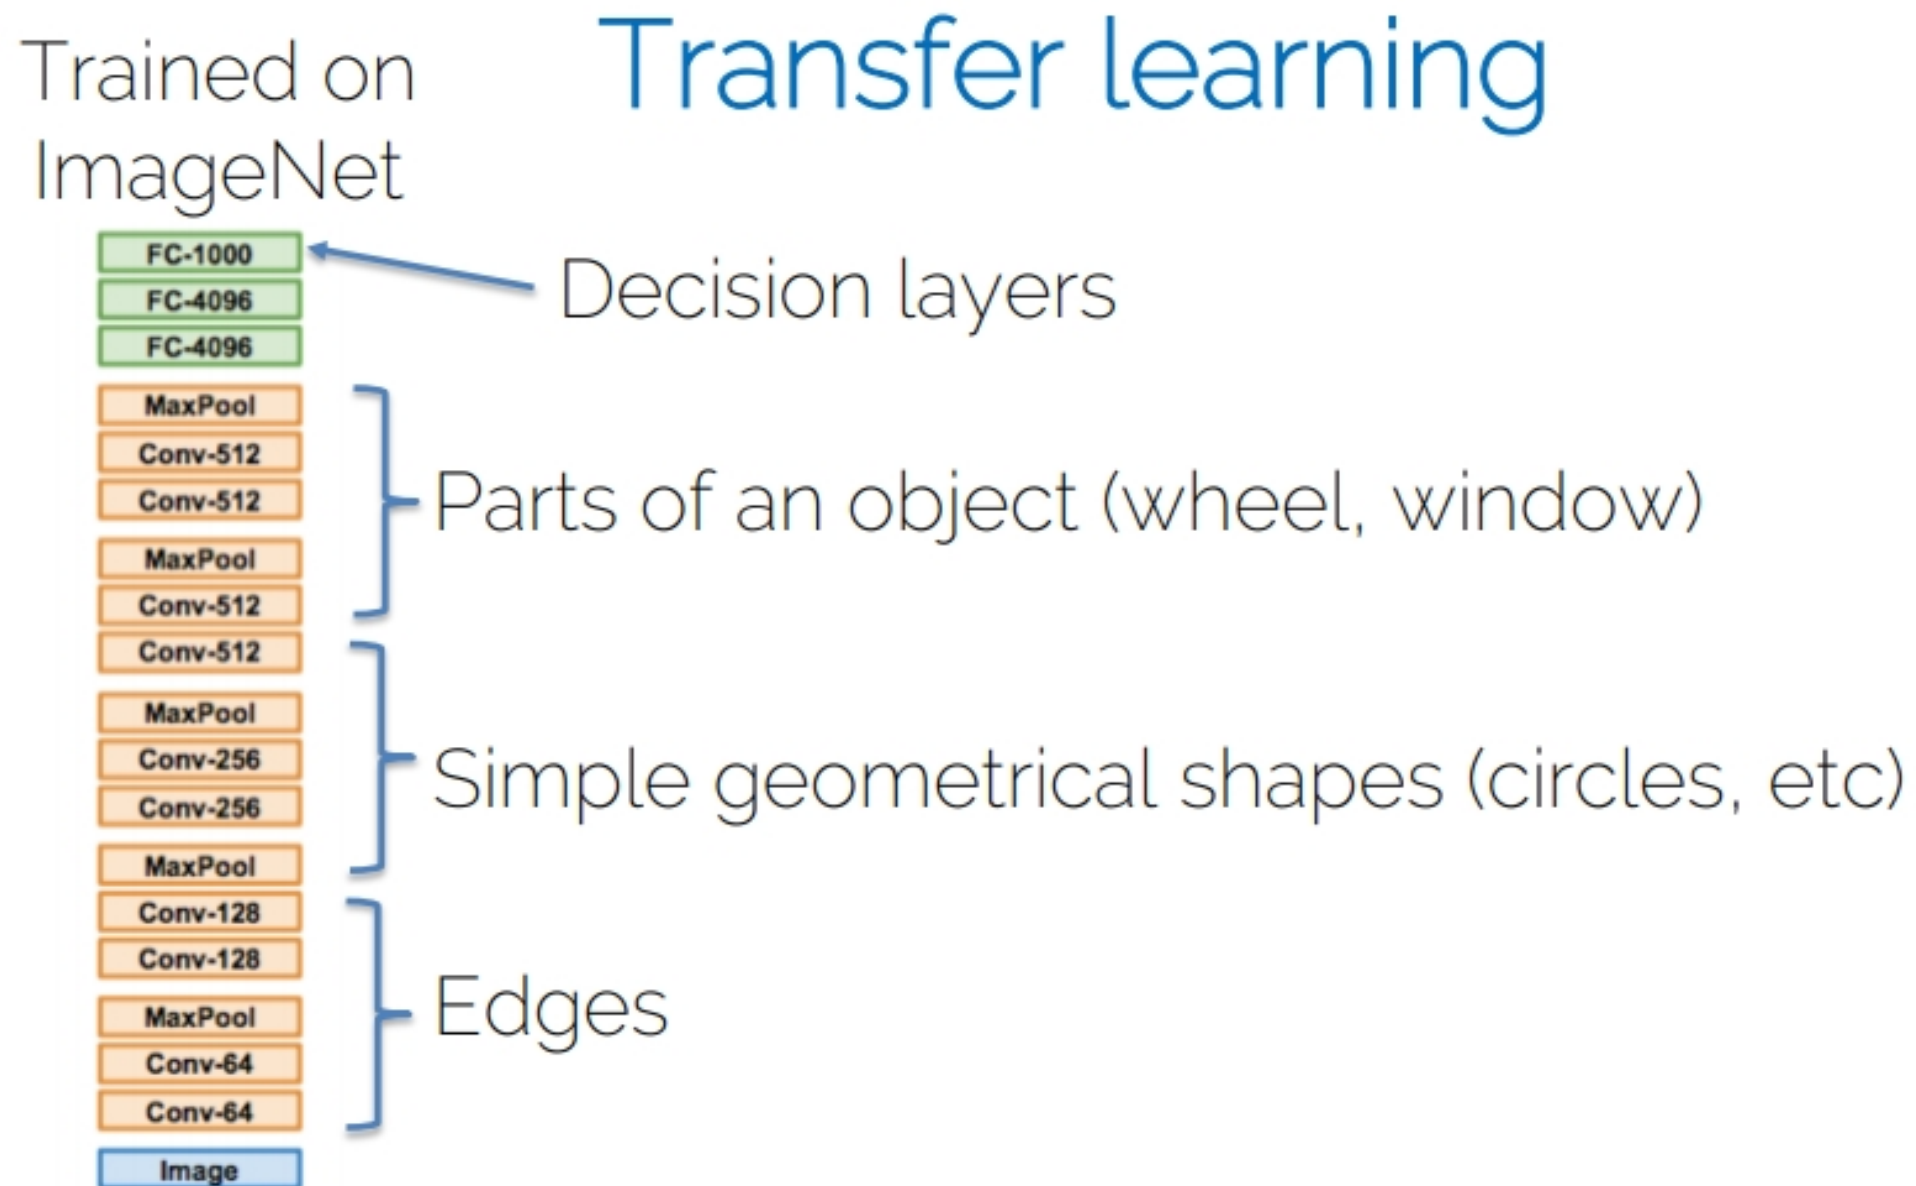 Transfer learning
Trained on
ImageNet
FC-1000
Decision layers
FC-4096
FC-4096
MaxPool
Conv-512
Conv-512
Parts of an object (wheel, window)
MaxPool
Conv-512
Conv-512
MaxPool
Conv-256
Simple geometrical shapes (circles, etc)
Conv-256
MaxPool
Conv-128
Conv-128
Edges
MaxPool
Conv-64
Conv-64
Image